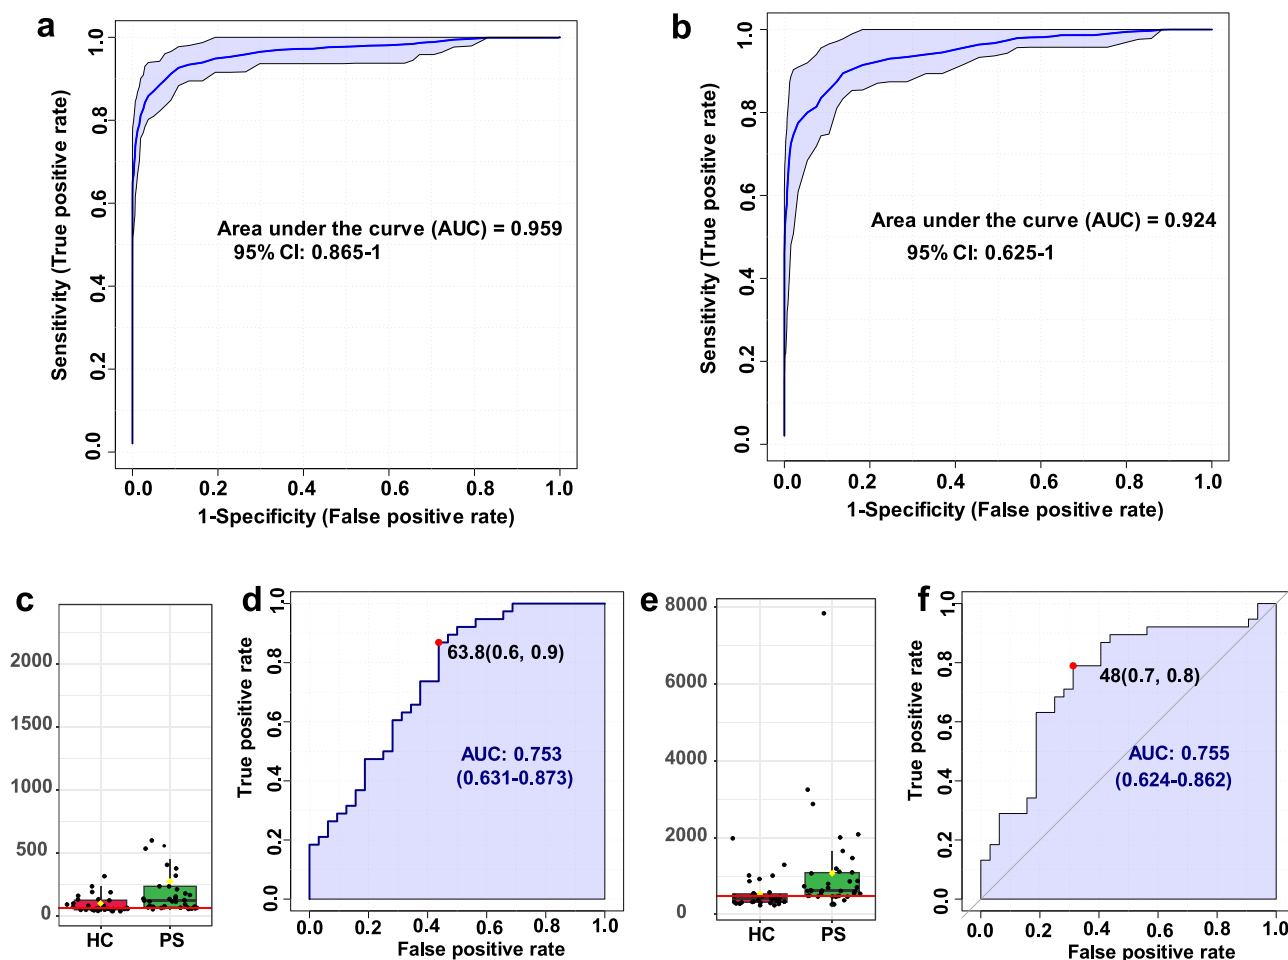 a
1.0
0.8
0.6
0.4
0.2
0.0
Sensitivity (True positive rate)
Area under the curve (AUC) = 0.959
95% CI: 0.865-1
0.0 0.2 0.4 0.6 0.8 1.0
1-Specificity (False positive rate)
b
1.0
0.8
0.6
0.4
0.2
0.0
Sensitivity (True positive rate)
Area under the curve (AUC) = 0.924
95% CI: 0.625-1
0.0 0.2 0.4 0.6 0.8 1.0
1-Specificity (False positive rate)
c
2000
1500
1000
500
0
HC PS
d
1.0
0.8
0.6
0.4
0.2
0.0
True positive rate
63.8(0.6, 0.9)
AUC: 0.753
(0.631-0.873)
0.0 0.2 0.4 0.6 0.8 1.0
False positive rate
e
8000
6000
4000
2000
0
HC PS
f
1.0
0.8
0.6
0.4
0.2
0.0
True positive rate
48(0.7, 0.8)
AUC: 0.755
(0.624-0.862)
0.0 0.2 0.4 0.6 0.8 1.0
False positive rate